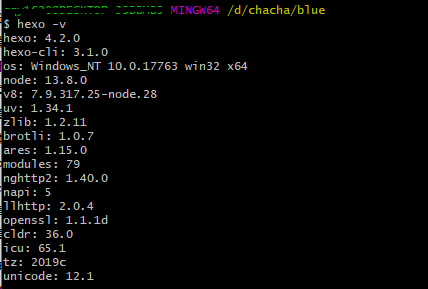 MINGW64 /d/chacha/blue
$ hexo -v
hexo: 4.2.0
hexo-cli: 3.1.0
os: Windows_NT 10.0.17763 win32 x64
node: 13.8.0
v8: 7.9.317.25-node.28
uv: 1.34.1
zlib: 1.2.11
brotli: 1.0.7
ares: 1.15.0
modules: 79
nghttp2: 1.40.0
napi: 5
llhttp: 2.0.4
openssl: 1.1.1d
cldr: 36.0
icu: 65.1
tz: 2019c
unicode: 12.1